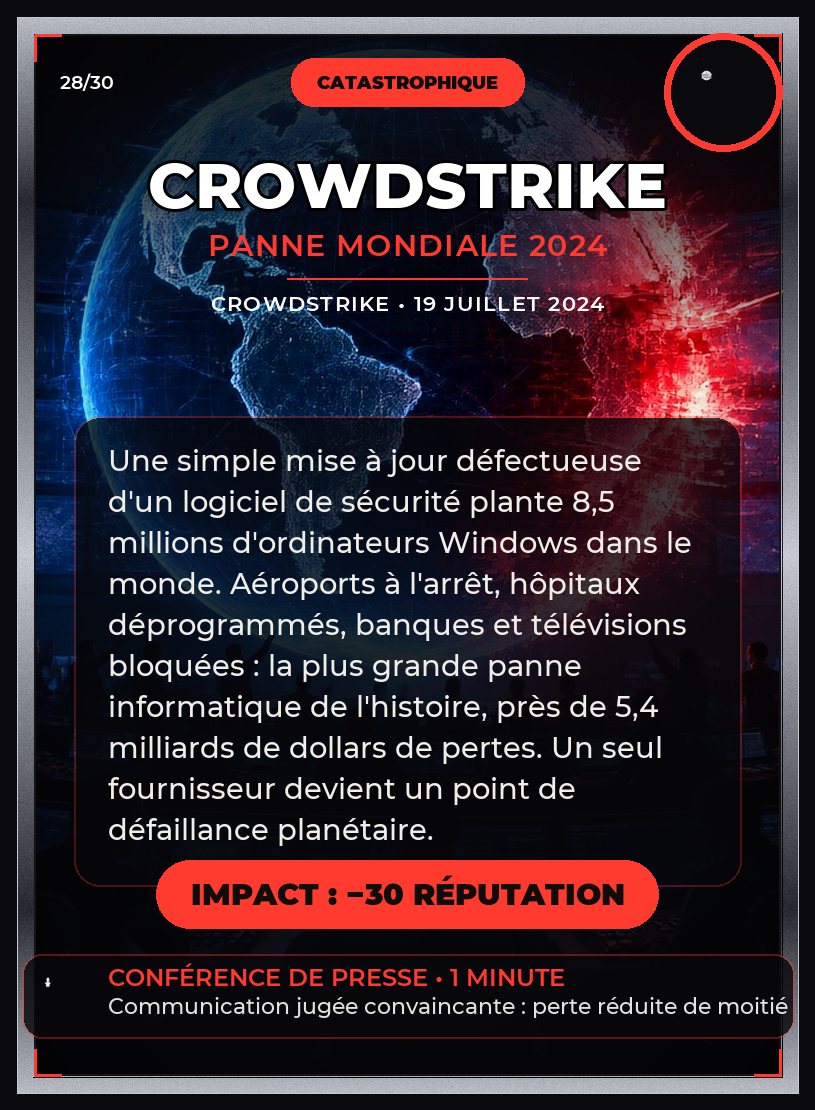 28/30
CATASTROPHIQUE
CROWDSTRIKE
PANNE MONDIALE 2024
CROWDSTRIKE • 19 JUILLET 2024
Une simple mise à jour défectueuse
d'un logiciel de sécurité plante 8,5
millions d'ordinateurs Windows dans le
monde. Aéroports à l'arrêt, hôpitaux
déprogrammés, banques et télévisions
bloquées : la plus grande panne
informatique de l'histoire, près de 5,4
milliards de dollars de pertes. Un seul
fournisseur devient un point de
défaillance planétaire.
IMPACT : −30 RÉPUTATION
CONFÉRENCE DE PRESSE • 1 MINUTE
Communication jugée convaincante : perte réduite de moitié